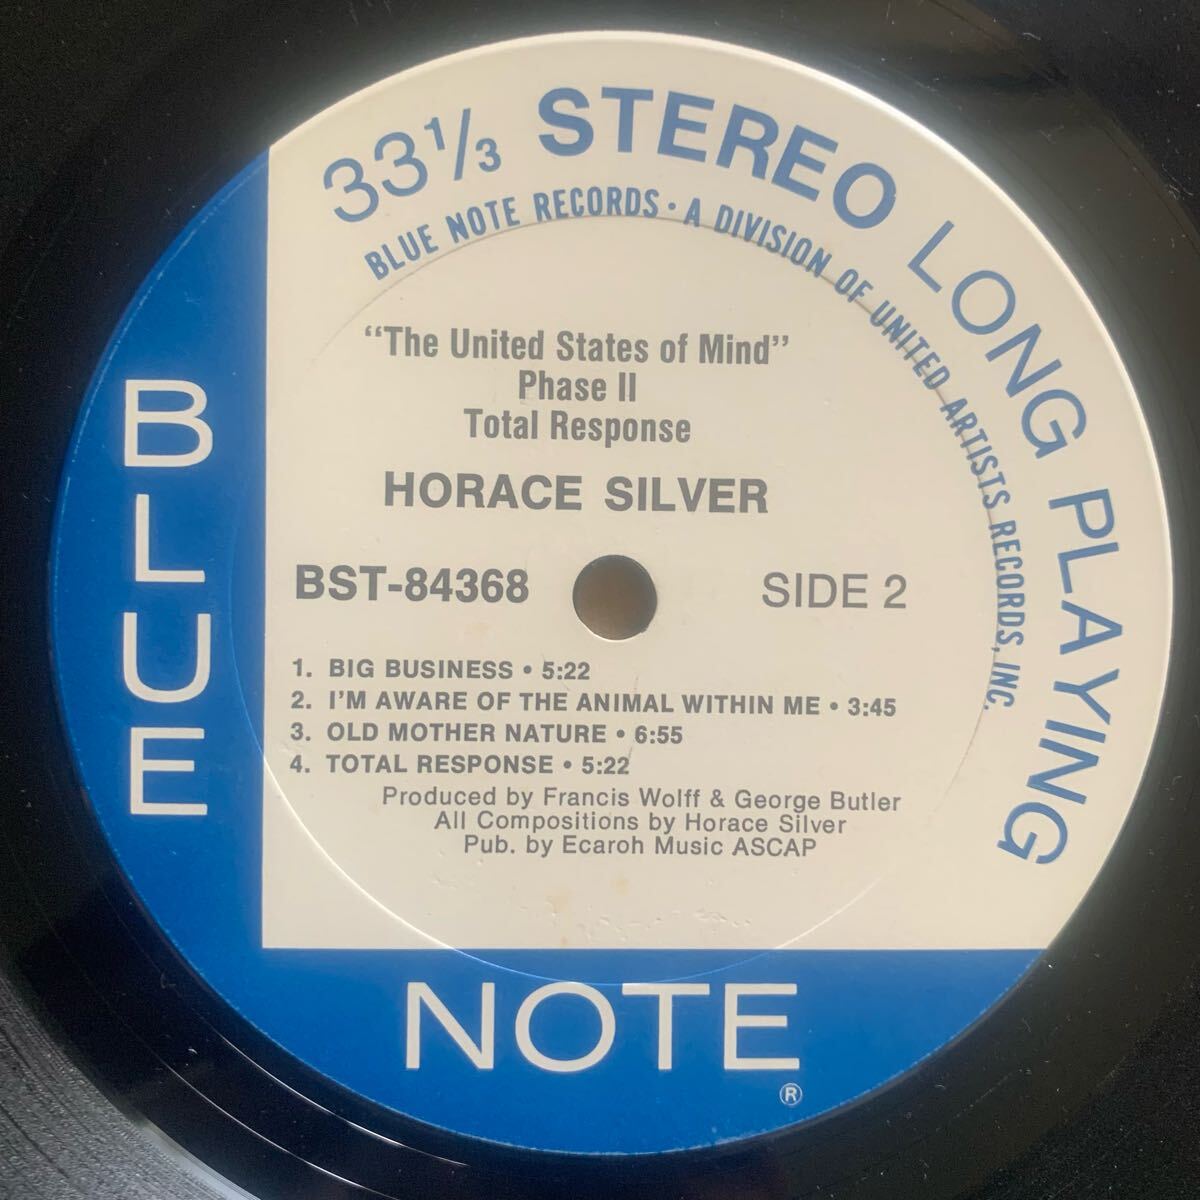 33⅓ STEREO LONG PLAYING
BLUE NOTE RECORDS • A DIVISION OF UNITED ARTISTS RECORDS, INC.
"The United States of Mind"
Phase II
Total Response
HORACE SILVER
BST-84368
SIDE 2
1. BIG BUSINESS • 5:22
2. I'M AWARE OF THE ANIMAL WITHIN ME • 3:45
3. OLD MOTHER NATURE • 6:55
4. TOTAL RESPONSE • 5:22
Produced by Francis Wolff & George Butler
All Compositions by Horace Silver
Pub. by Ecaroh Music ASCAP
BLUE
NOTE
®